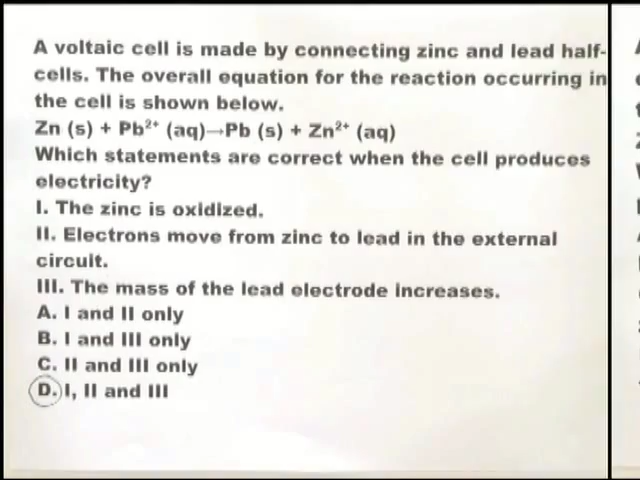 A voltaic cell is made by connecting zinc and lead half-
cells. The overall equation for the reaction occurring in
the cell is shown below.
Zn (s) + Pb²⁺ (aq)→Pb (s) + Zn²⁺ (aq)
Which statements are correct when the cell produces
electricity?
I. The zinc is oxidized.
II. Electrons move from zinc to lead in the external
circuit.
III. The mass of the lead electrode increases.
A. I and II only
B. I and III only
C. II and III only
D. I, II and III